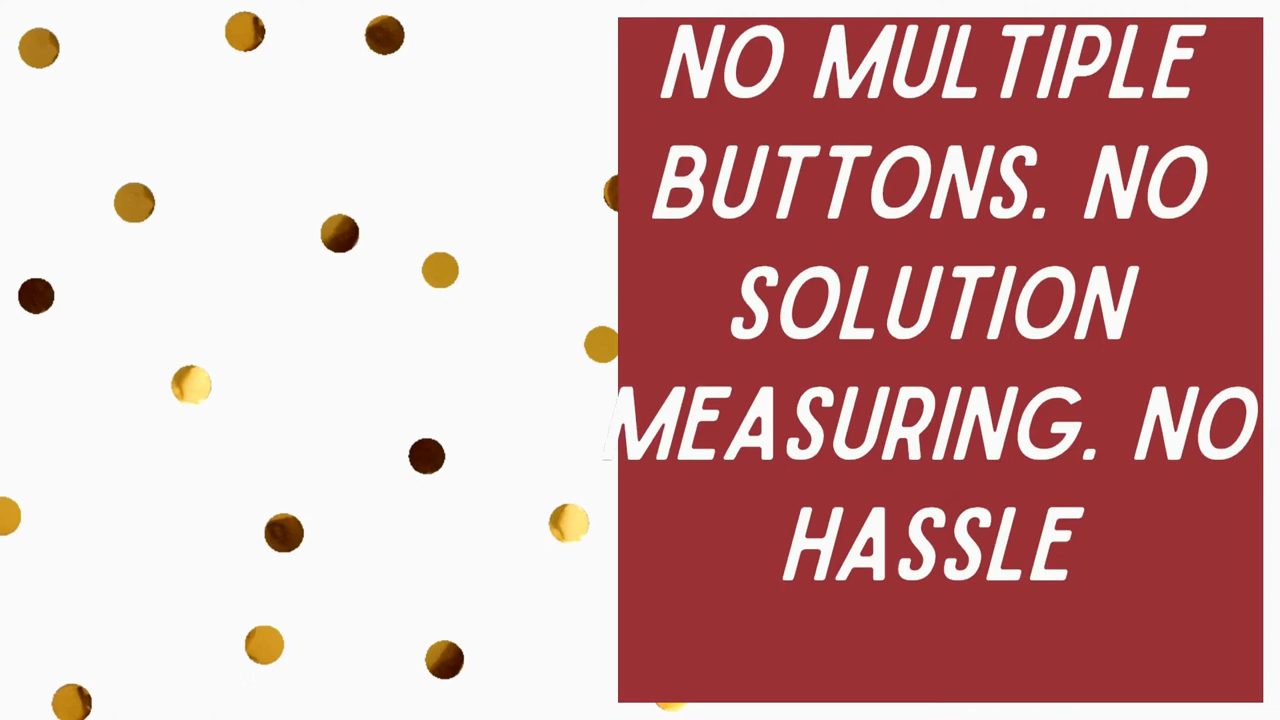 NO MULTIPLE
BUTTONS. NO
SOLUTION
MEASURING. NO
HASSLE